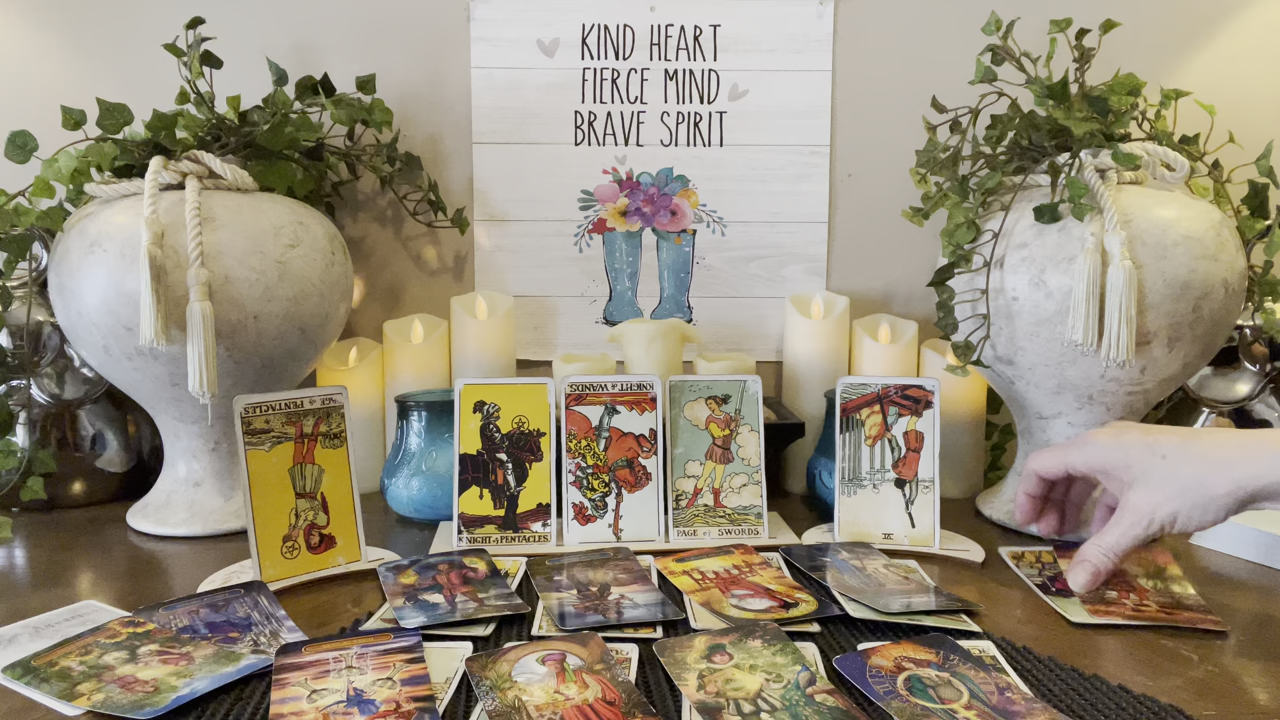 KIND HEART
FIERCE MIND
BRAVE SPIRIT
PAGE of PENTACLES
KNIGHT of PENTACLES.
KNIGHT of WANDS.
PAGE of SWORDS.